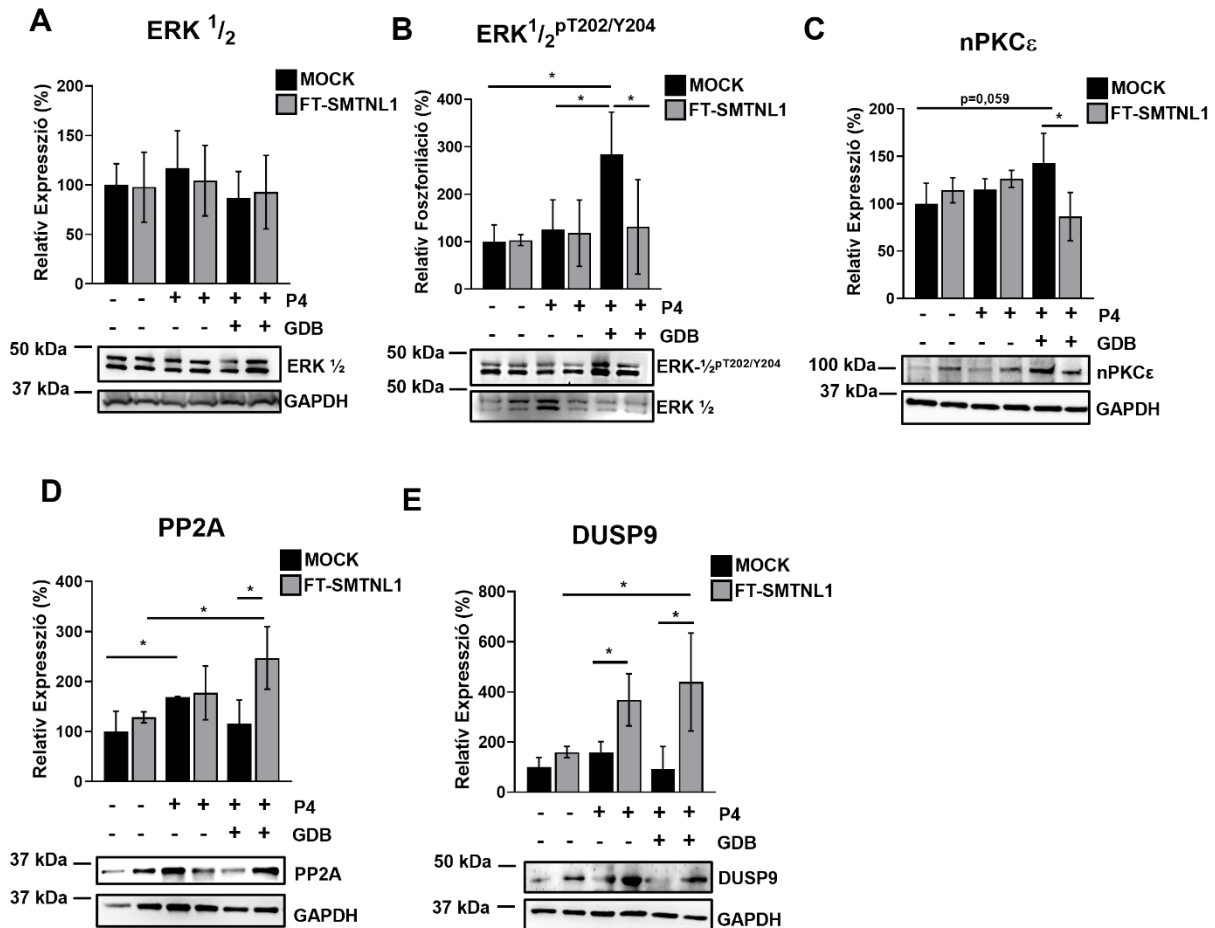 A
ERK ¹/₂
MOCK
FT-SMTNL1
Relatív Expresszió (%)
200
150
100
50
0
- - + + + + P4
- - + + GDB
50 kDa
ERK ½
37 kDa
GAPDH
B
ERK¹/₂pT202/Y204
MOCK
FT-SMTNL1
Relatív Foszforiláció (%)
400
300
200
100
0
*
* *
- - + + + + P4
- - + + GDB
50 kDa
ERK-½pT202/Y204
50 kDa
ERK ½
C
nPKCε
MOCK
FT-SMTNL1
Relatív Expresszió (%)
200
150
100
50
0
p=0,059
*
- - + + + + P4
- - + + GDB
100 kDa
nPKCε
37 kDa
GAPDH
D
PP2A
MOCK
FT-SMTNL1
Relatív Expresszió (%)
400
300
200
100
0
*
*
*
- - + + + + P4
- - + + GDB
37 kDa
PP2A
37 kDa
GAPDH
E
DUSP9
MOCK
FT-SMTNL1
Relatív Expresszió (%)
800
600
400
200
0
*
*
*
- - + + + + P4
- - + + GDB
50 kDa
DUSP9
37 kDa
GAPDH